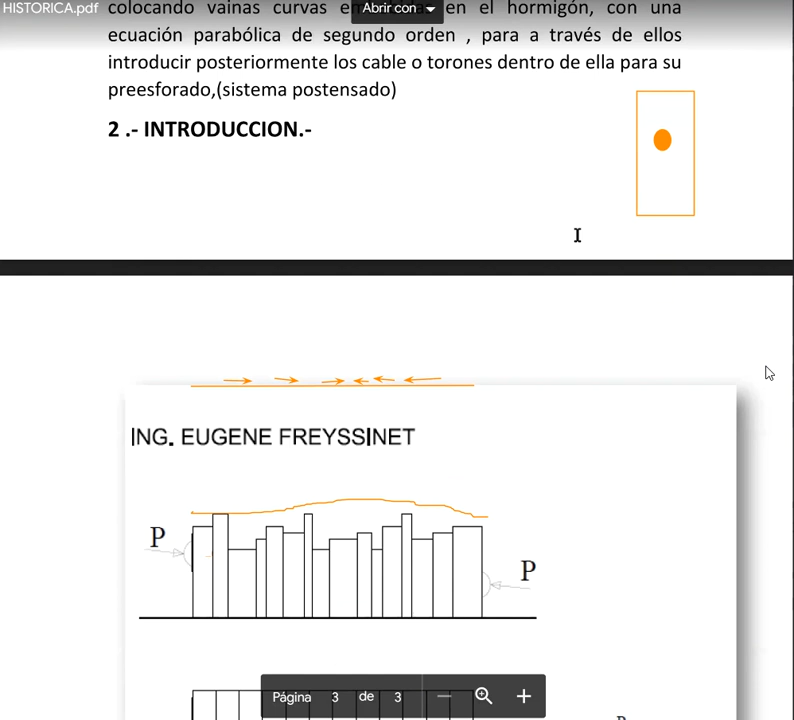 HISTORICA.pdf
Abrir con
colocando vainas curvas en el hormigón, con una
ecuación parabólica de segundo orden , para a través de ellos
introducir posteriormente los cable o torones dentro de ella para su
preesforado,(sistema postensado)
2 .- INTRODUCCION.-
ING. EUGENE FREYSSINET
P
P
Página 3 de 3